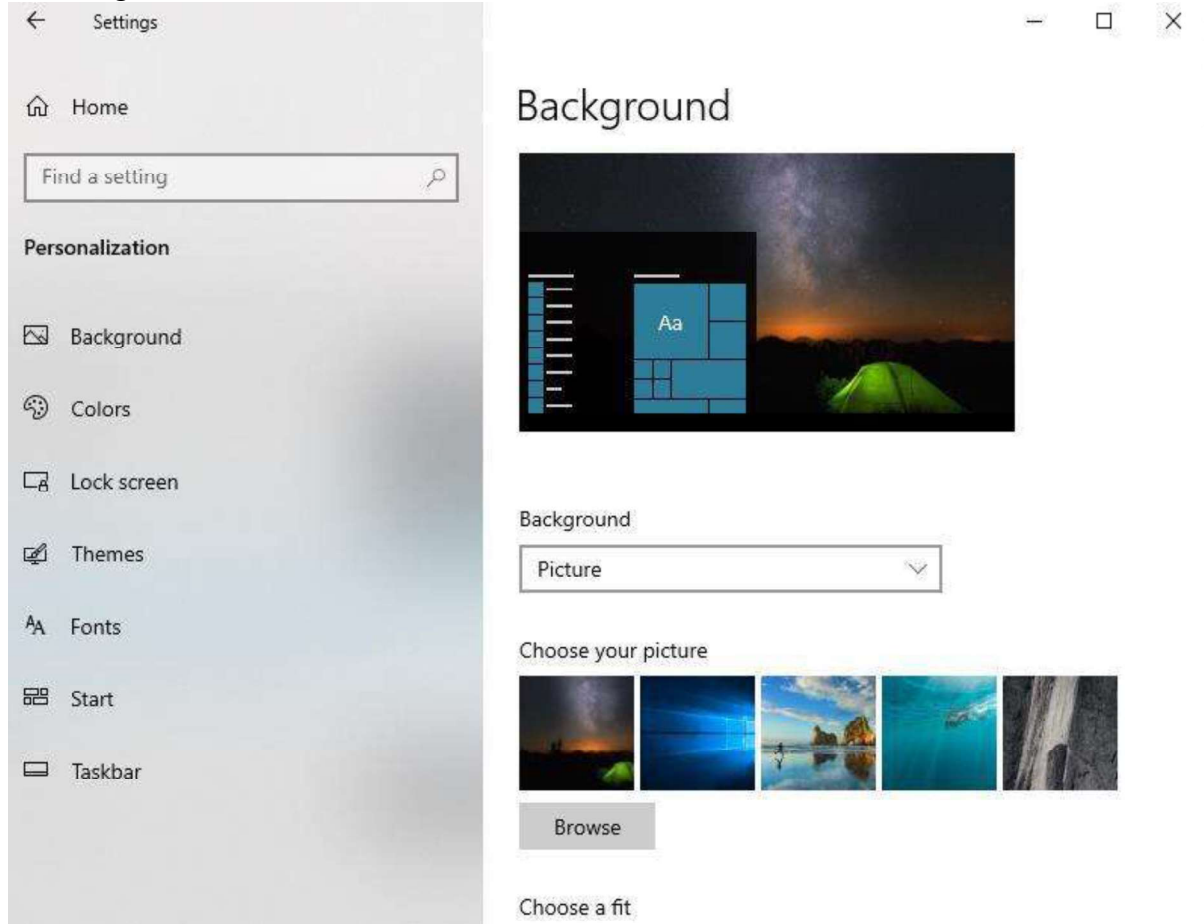 Settings
Home
Find a setting
Personalization
Background
Colors
Lock screen
Themes
Fonts
Start
Taskbar
Background
Aa
Background
Picture
Choose your picture
Browse
Choose a fit